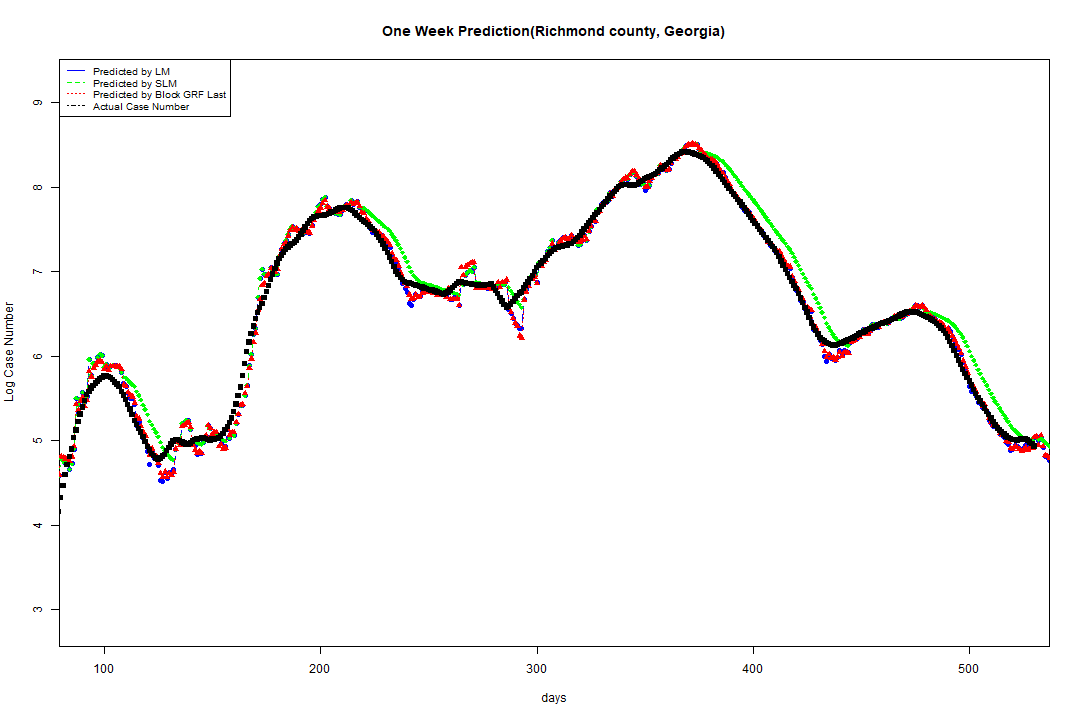 One Week Prediction(Richmond county, Georgia)
Predicted by LM
Predicted by SLM
Predicted by Block GRF Last
Actual Case Number
Log Case Number
9
8
7
6
5
4
3
100 200 300 400 500
days